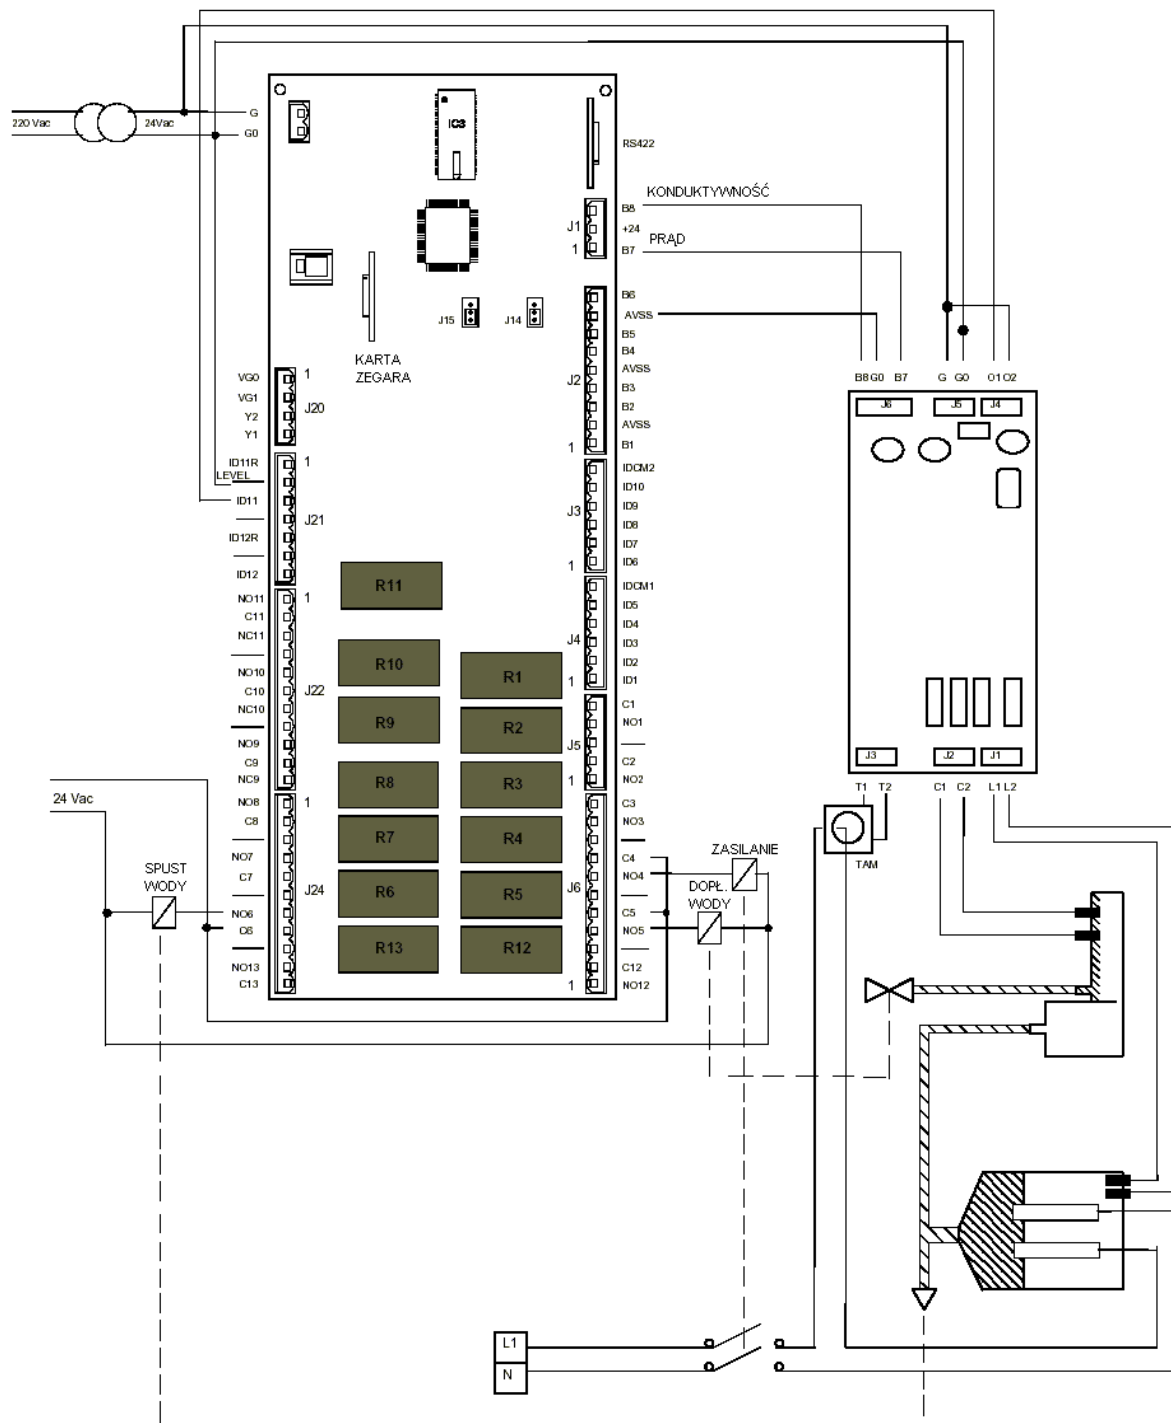 220 Vac
24Vac
G
G0
IC3
RS422
KONDUKTYWNOŚĆ
J1
B8
+24
1
B7
PRĄD
J15
J14
KARTA
ZEGARA
B6
AVSS
B5
B4
AVSS
J2
B3
B2
AVSS
1
B1
VG0
1
VG1
J20
Y2
Y1
ID11R
1
LEVEL
ID11
J21
ID12R
ID12
IDCM2
ID10
ID9
J3
ID8
ID7
1
ID6
NO11
1
C11
NC11
NO10
C10
J22
NC10
NO9
C9
NC9
IDCM1
ID5
ID4
J4
ID3
ID2
1
ID1
C1
NO1
J5
C2
1
NO2
R11
R10
R1
R9
R2
R8
R3
R7
R4
R6
R5
R13
R12
24 Vac
NO8
1
C8
NO7
C7
J24
SPUST
WODY
NO6
C6
NO13
C13
C3
NO3
C4
NO4
J6
C5
NO5
C12
1
NO12
ZASILANIE
DOPŁ.
WODY
B8
G0
B7
G
G0
O1
O2
J6
J5
J4
J3
J2
J1
T1
T2
C1
C2
L1
L2
TAM
L1
N